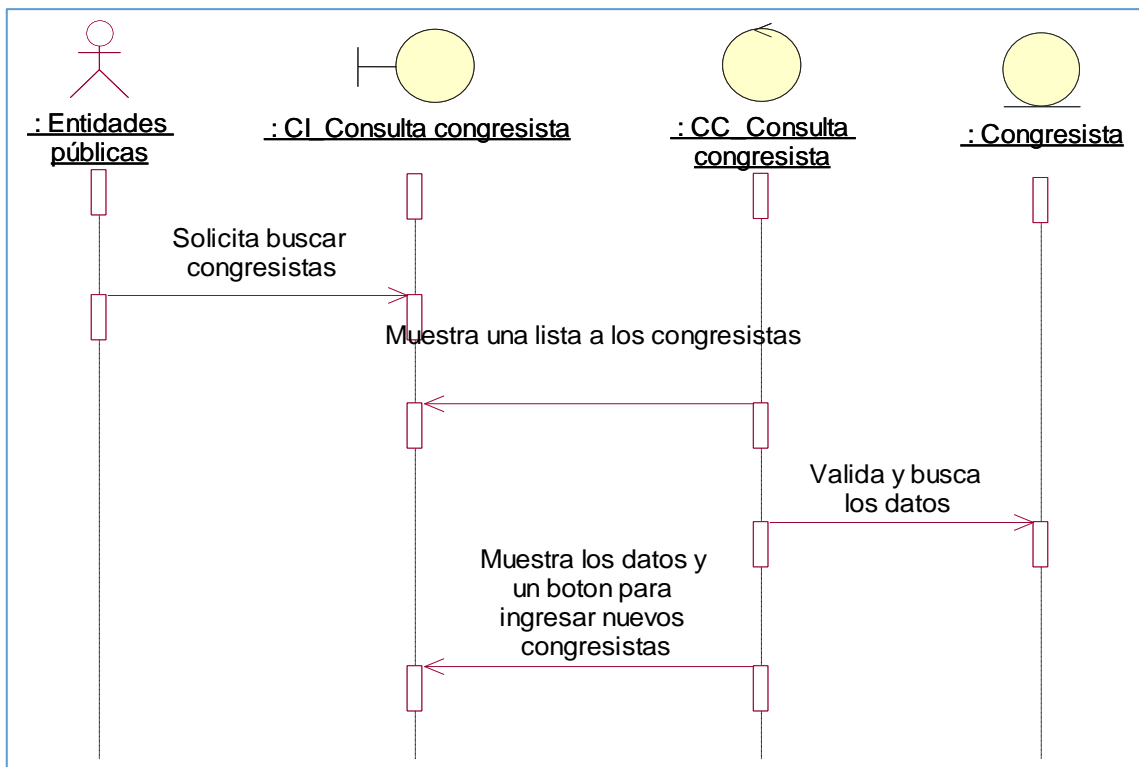 : Entidades
públicas
: CI_Consulta congresista
: CC_Consulta
congresista
: Congresista
Solicita buscar
congresistas
Muestra una lista a los congresistas
Valida y busca
los datos
Muestra los datos y
un boton para
ingresar nuevos
congresistas